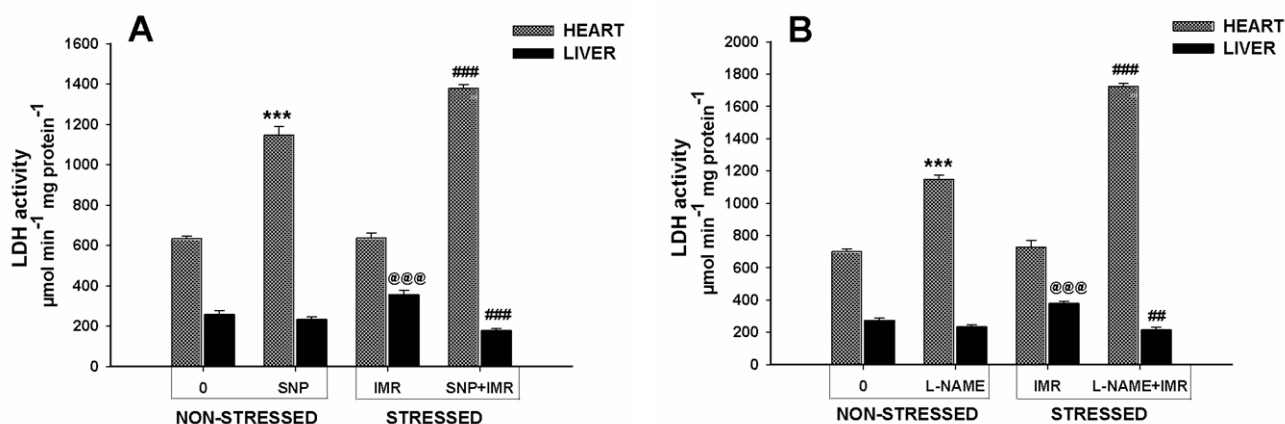 A
HEART
LIVER
LDH activity
µmol min⁻¹ mg protein⁻¹
1600
1400
1200
1000
800
600
400
200
0
***
@@@
###
###
0 SNP IMR SNP+IMR
NON-STRESSED STRESSED
B
HEART
LIVER
LDH activity
µmol min⁻¹ mg protein⁻¹
2000
1800
1600
1400
1200
1000
800
600
400
200
0
***
@@@
###
##
0 L-NAME IMR L-NAME+IMR
NON-STRESSED STRESSED